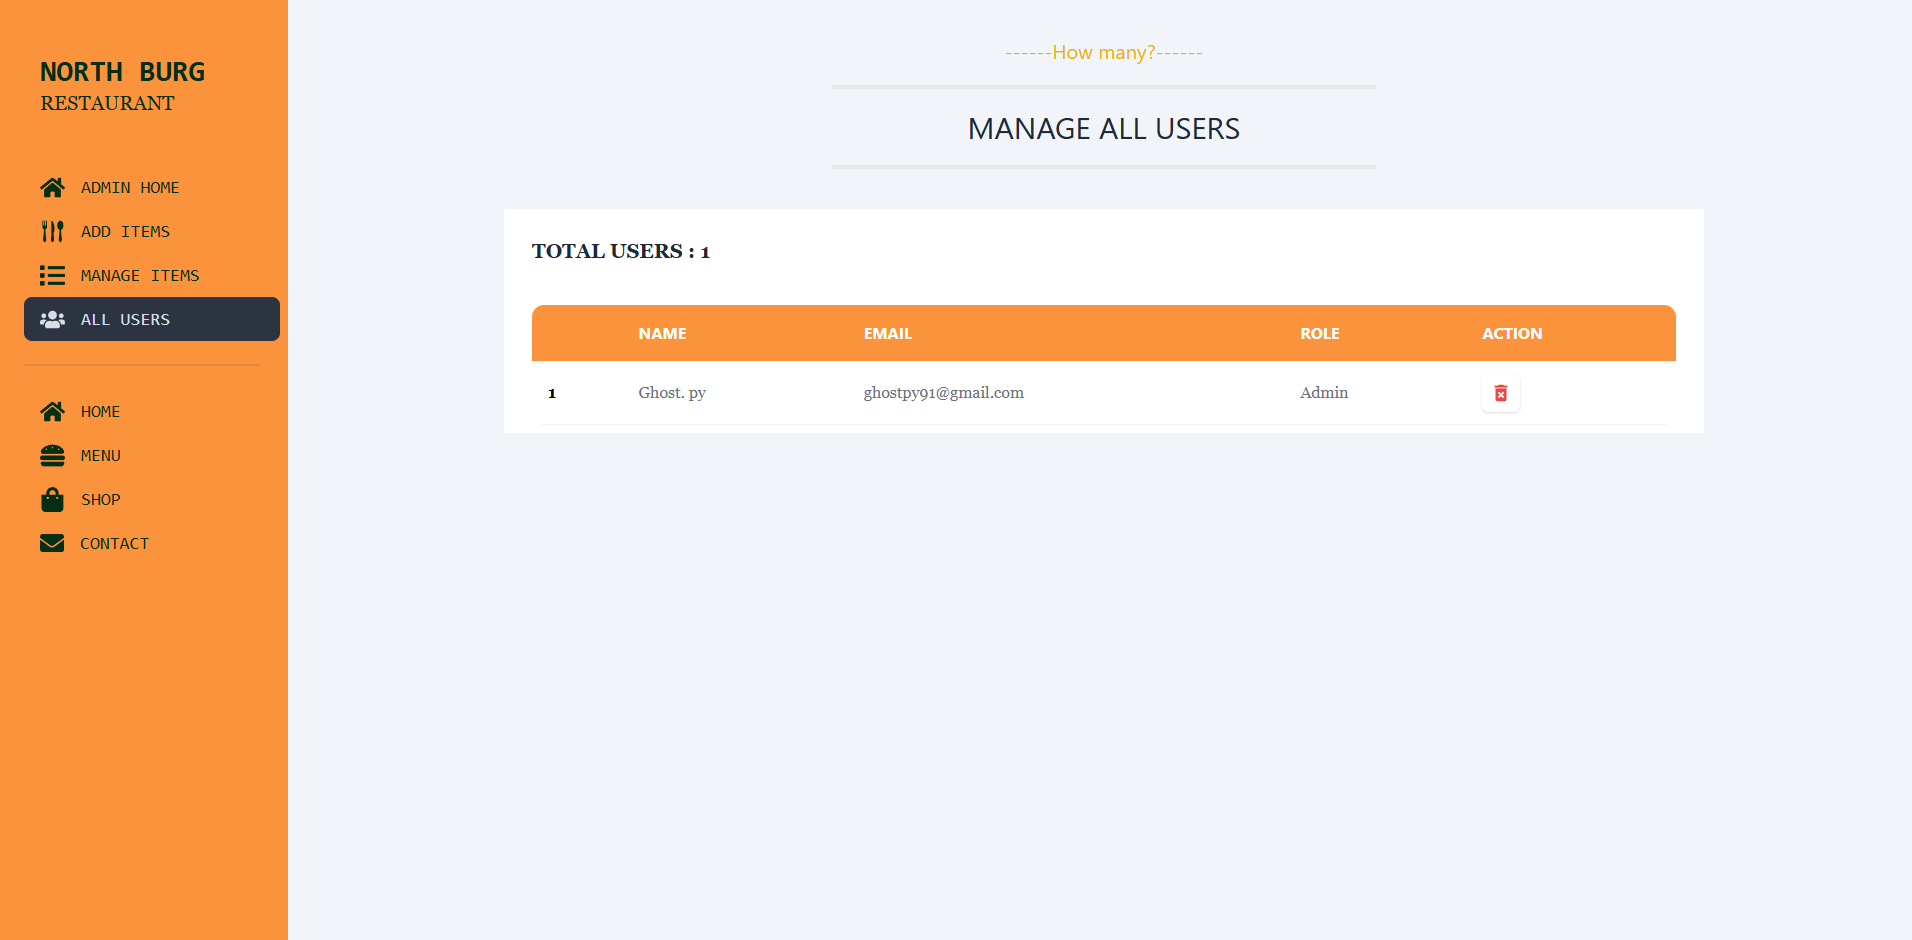 NORTH BURG
RESTAURANT
ADMIN HOME
ADD ITEMS
MANAGE ITEMS
ALL USERS
HOME
MENU
SHOP
CONTACT
------How many?------
MANAGE ALL USERS
TOTAL USERS : 1
NAME EMAIL ROLE ACTION
1 Ghost. py ghostpy91@gmail.com Admin